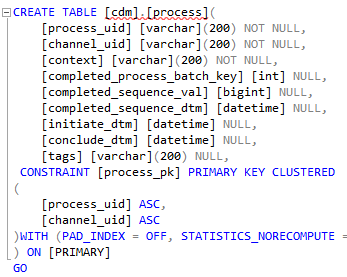 CREATE TABLE [cdm].[process](
[process_uid] [varchar](200) NOT NULL,
[channel_uid] [varchar](200) NOT NULL,
[context] [varchar](200) NOT NULL,
[completed_process_batch_key] [int] NULL,
[completed_sequence_val] [bigint] NULL,
[completed_sequence_dtm] [datetime] NULL,
[initiate_dtm] [datetime] NULL,
[conclude_dtm] [datetime] NULL,
[tags] [varchar](200) NULL,
CONSTRAINT [process_pk] PRIMARY KEY CLUSTERED
(
[process_uid] ASC,
[channel_uid] ASC
)WITH (PAD_INDEX = OFF, STATISTICS_NORECOMPUTE =
) ON [PRIMARY]
GO